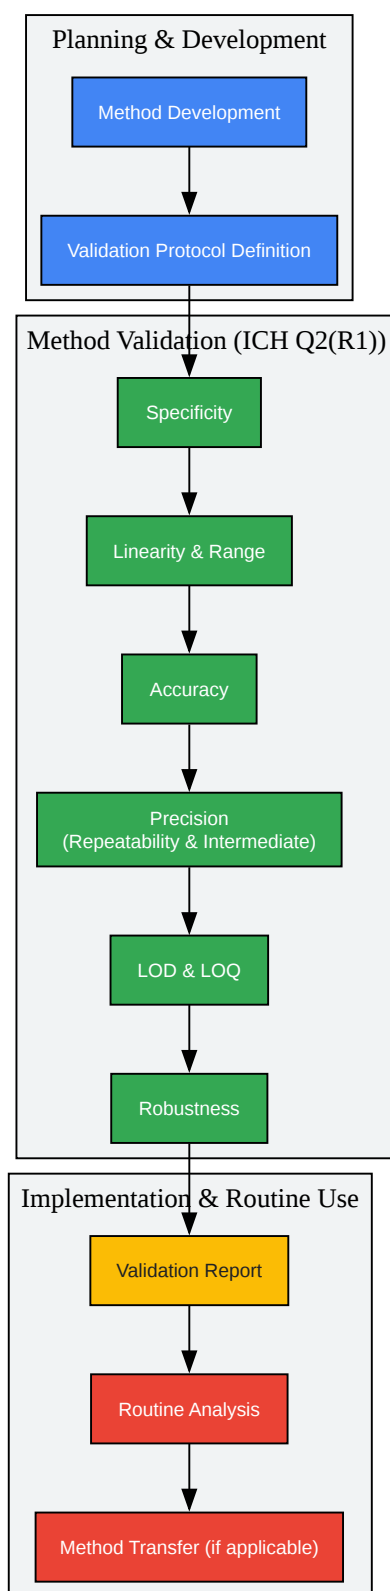 Planning & Development
Method Development
Validation Protocol Definition
Method Validation (ICH Q2(R1))
Specificity
Linearity & Range
Accuracy
Precision
(Repeatability & Intermediate)
LOD & LOQ
Robustness
Implementation & Routine Use
Validation Report
Routine Analysis
Method Transfer (if applicable)